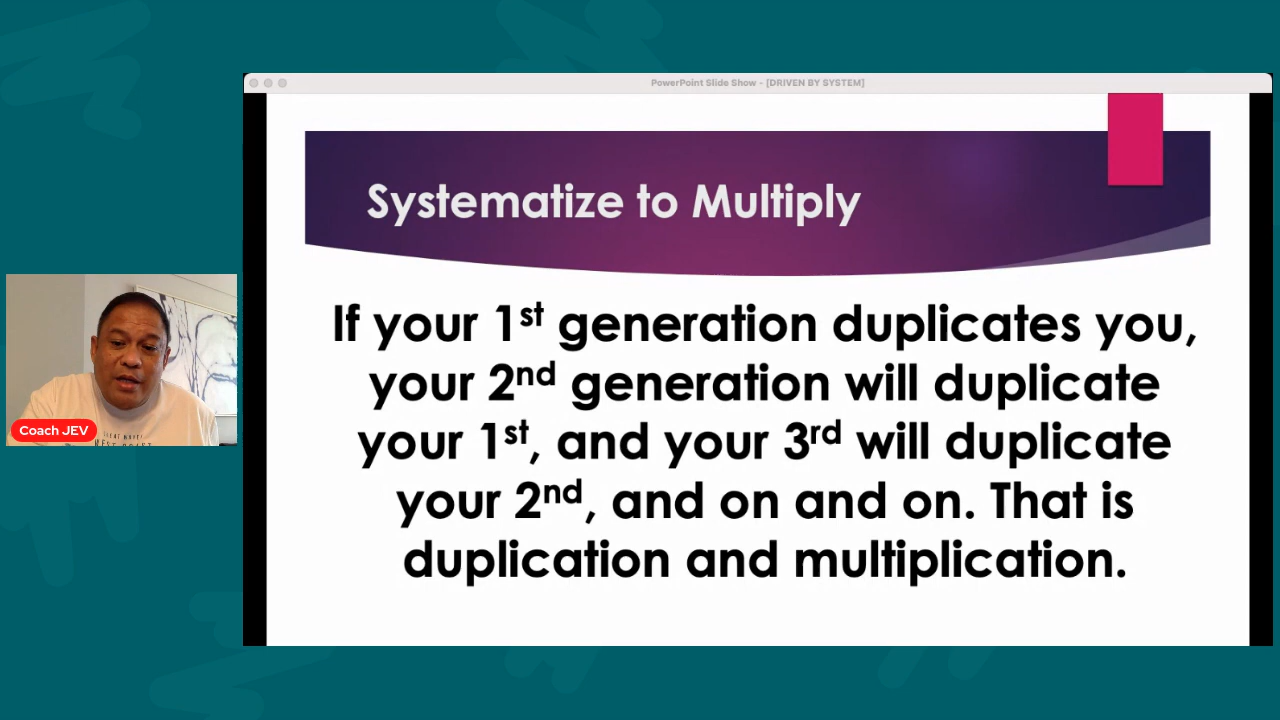 PowerPoint Slide Show - [DRIVEN BY SYSTEM]
Systematize to Multiply
If your 1st generation duplicates you,
your 2nd generation will duplicate
your 1st, and your 3rd will duplicate
your 2nd, and on and on. That is
duplication and multiplication.
Coach JEV